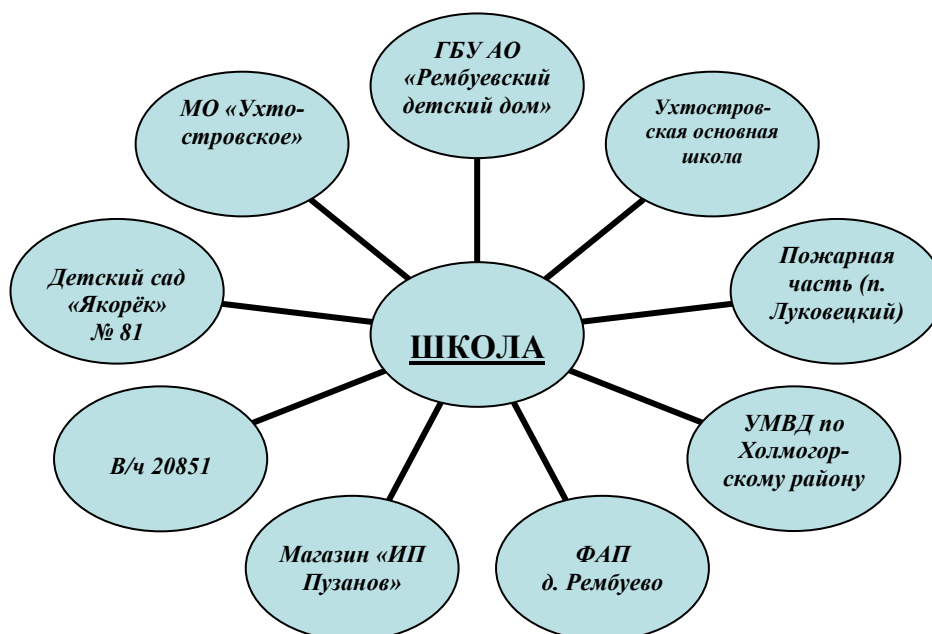 ГБУ АО
«Рембуевский
детский дом»
МО «Ухто-
стровское»
Ухтостров-
ская основная
школа
Детский сад
«Якорёк»
№ 81
Пожарная
часть (п.
Луковецкий)
ШКОЛА
В/ч 20851
УМВД по
Холмогор-
скому району
Магазин «ИП
Пузанов»
ФАП
д. Рембуево